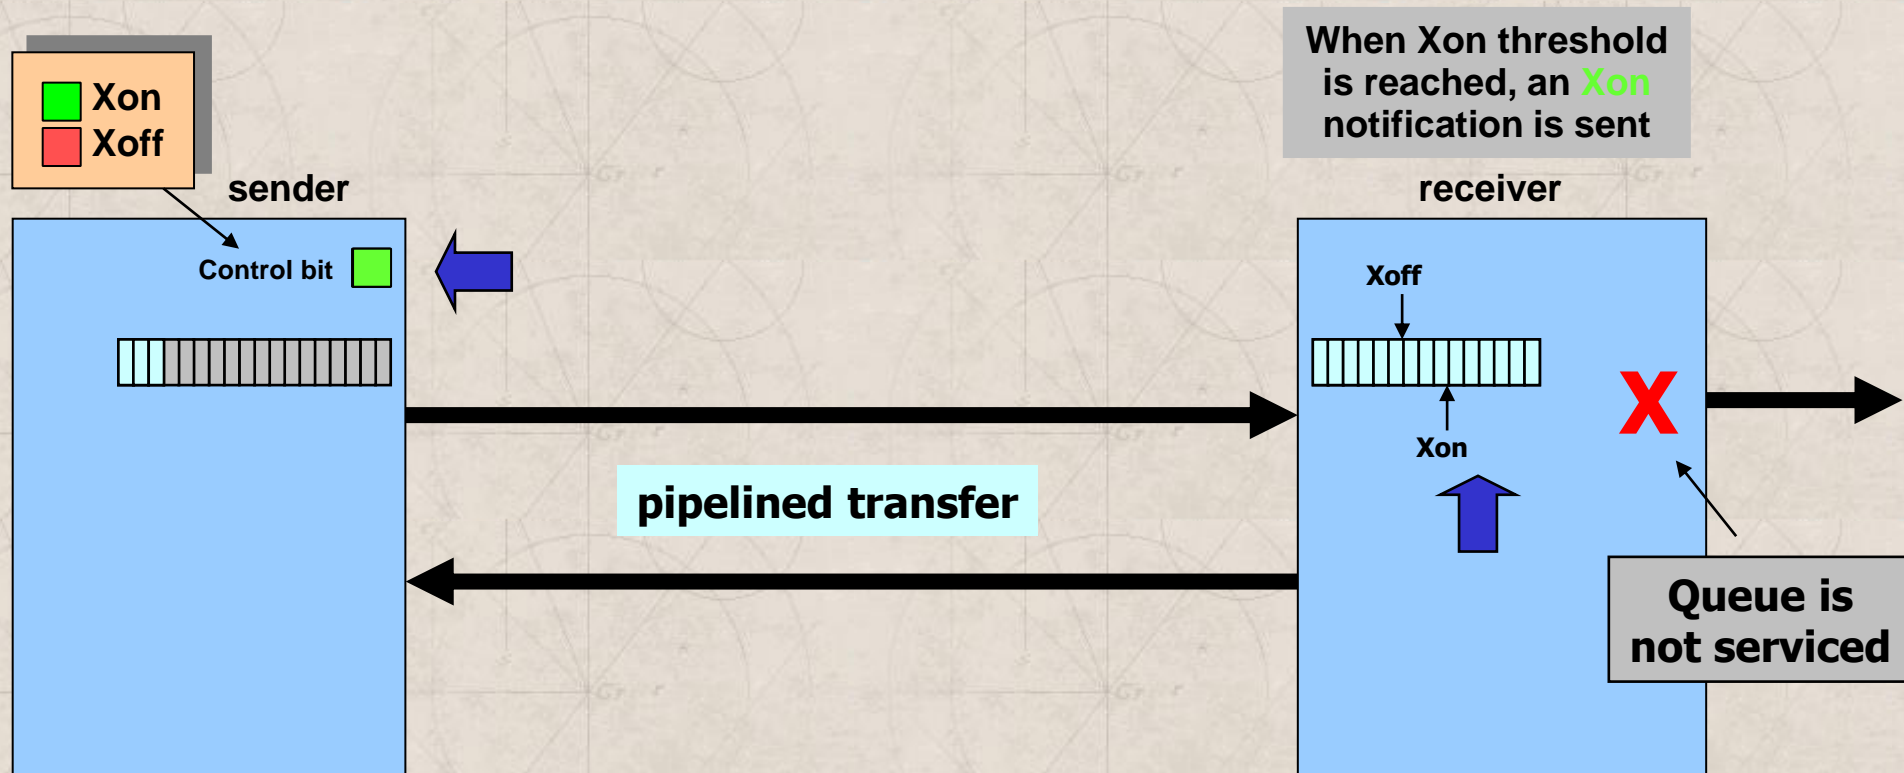 When Xon threshold
is reached, an Xon
notification is sent
Xon
Xoff
sender
receiver
Control bit
Xoff
X
Xon
pipelined transfer
Queue is
not serviced